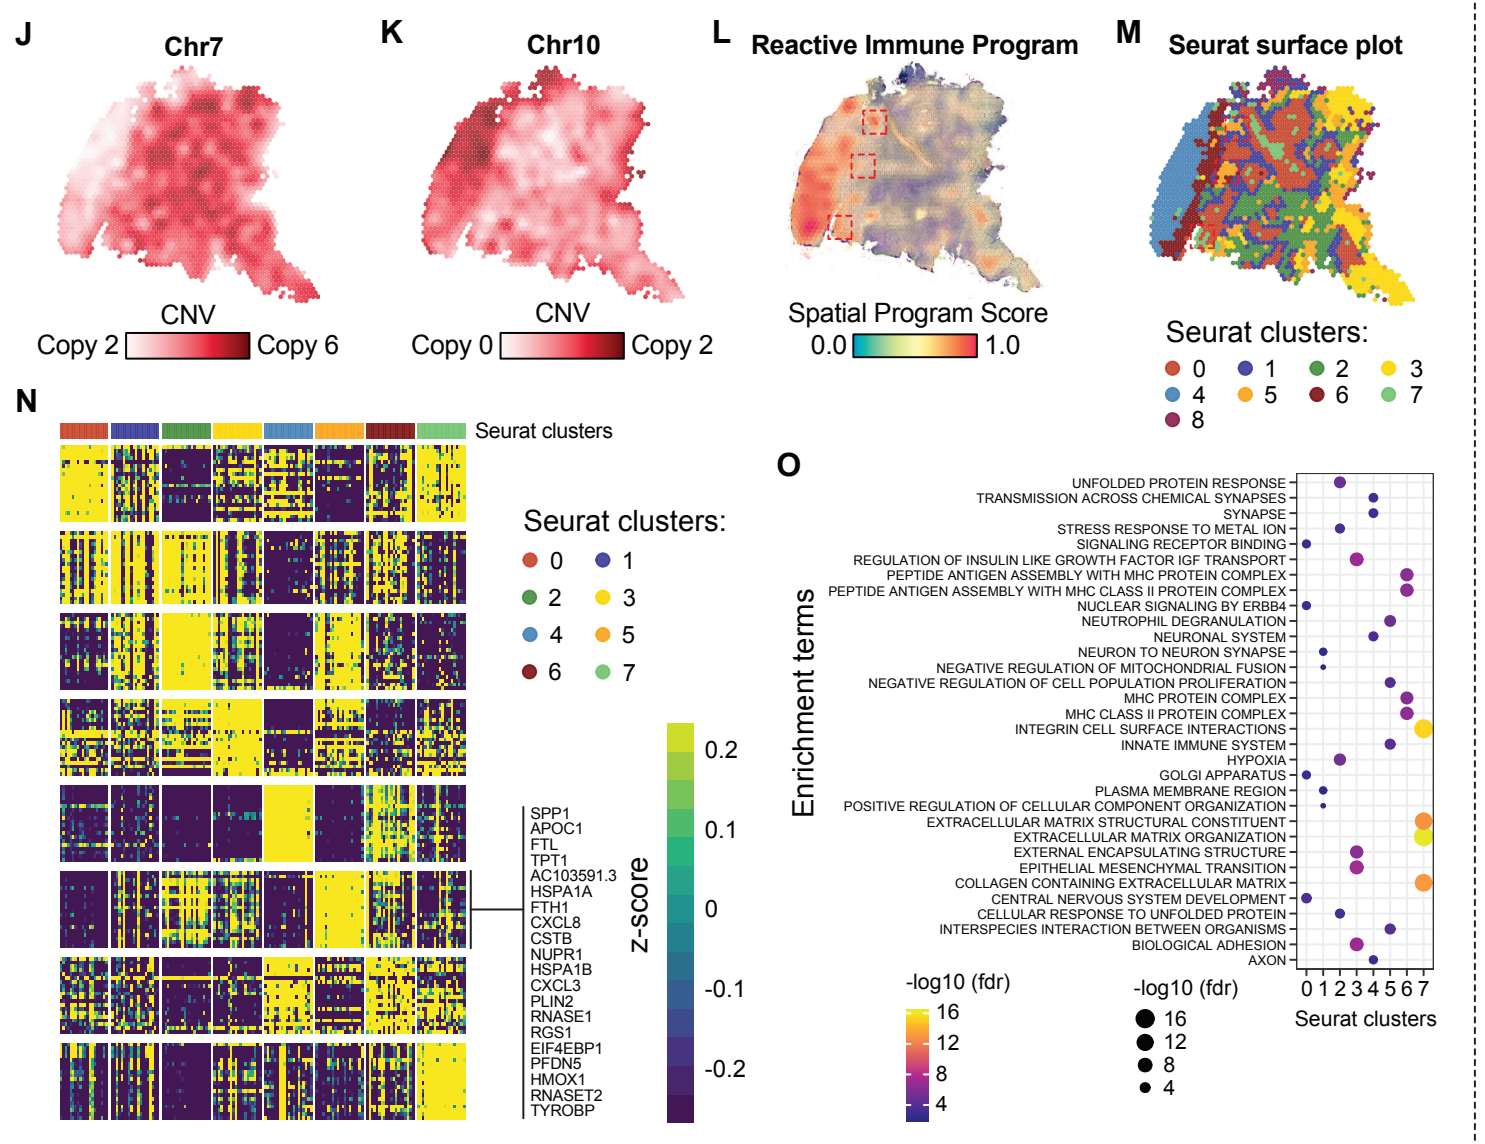 J
Chr7
CNV
Copy 2
Copy 6
K
Chr10
CNV
Copy 0
Copy 2
L
Reactive Immune Program
Spatial Program Score
0.0
1.0
M
Seurat surface plot
Seurat clusters:
0 1 2 3
4 5 6 7
8
N
Seurat clusters
Seurat clusters:
0 1
2 3
4 5
6 7
SPP1
APOC1
FTL
TPT1
AC103591.3
HSPA1A
FTH1
CXCL8
CSTB
NUPR1
HSPA1B
CXCL3
PLIN2
RNASE1
RGS1
EIF4EBP1
PFDN5
HMOX1
RNASET2
TYROBP
z-score
0.2
0.1
0
-0.1
-0.2
O
Enrichment terms
UNFOLDED PROTEIN RESPONSE
TRANSMISSION ACROSS CHEMICAL SYNAPSES
SYNAPSE
STRESS RESPONSE TO METAL ION
SIGNALING RECEPTOR BINDING
REGULATION OF INSULIN LIKE GROWTH FACTOR IGF TRANSPORT
PEPTIDE ANTIGEN ASSEMBLY WITH MHC PROTEIN COMPLEX
PEPTIDE ANTIGEN ASSEMBLY WITH MHC CLASS II PROTEIN COMPLEX
NUCLEAR SIGNALING BY ERBB4
NEUTROPHIL DEGRANULATION
NEURONAL SYSTEM
NEURON TO NEURON SYNAPSE
NEGATIVE REGULATION OF MITOCHONDRIAL FUSION
NEGATIVE REGULATION OF CELL POPULATION PROLIFERATION
MHC PROTEIN COMPLEX
MHC CLASS II PROTEIN COMPLEX
INTEGRIN CELL SURFACE INTERACTIONS
INNATE IMMUNE SYSTEM
HYPOXIA
GOLGI APPARATUS
PLASMA MEMBRANE REGION
POSITIVE REGULATION OF CELLULAR COMPONENT ORGANIZATION
EXTRACELLULAR MATRIX STRUCTURAL CONSTITUENT
EXTRACELLULAR MATRIX ORGANIZATION
EXTERNAL ENCAPSULATING STRUCTURE
EPITHELIAL MESENCHYMAL TRANSITION
COLLAGEN CONTAINING EXTRACELLULAR MATRIX
CENTRAL NERVOUS SYSTEM DEVELOPMENT
CELLULAR RESPONSE TO UNFOLDED PROTEIN
INTERSPECIES INTERACTION BETWEEN ORGANISMS
BIOLOGICAL ADHESION
AXON
0 1 2 3 4 5 6 7
Seurat clusters
-log10 (fdr)
16
12
8
4
-log10 (fdr)
16
12
8
4